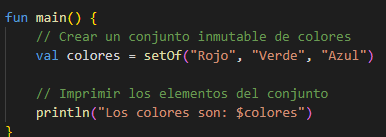 fun main() {
    // Crear un conjunto inmutable de colores
    val colores = setOf("Rojo", "Verde", "Azul")

    // Imprimir los elementos del conjunto
    println("Los colores son: $colores")
}